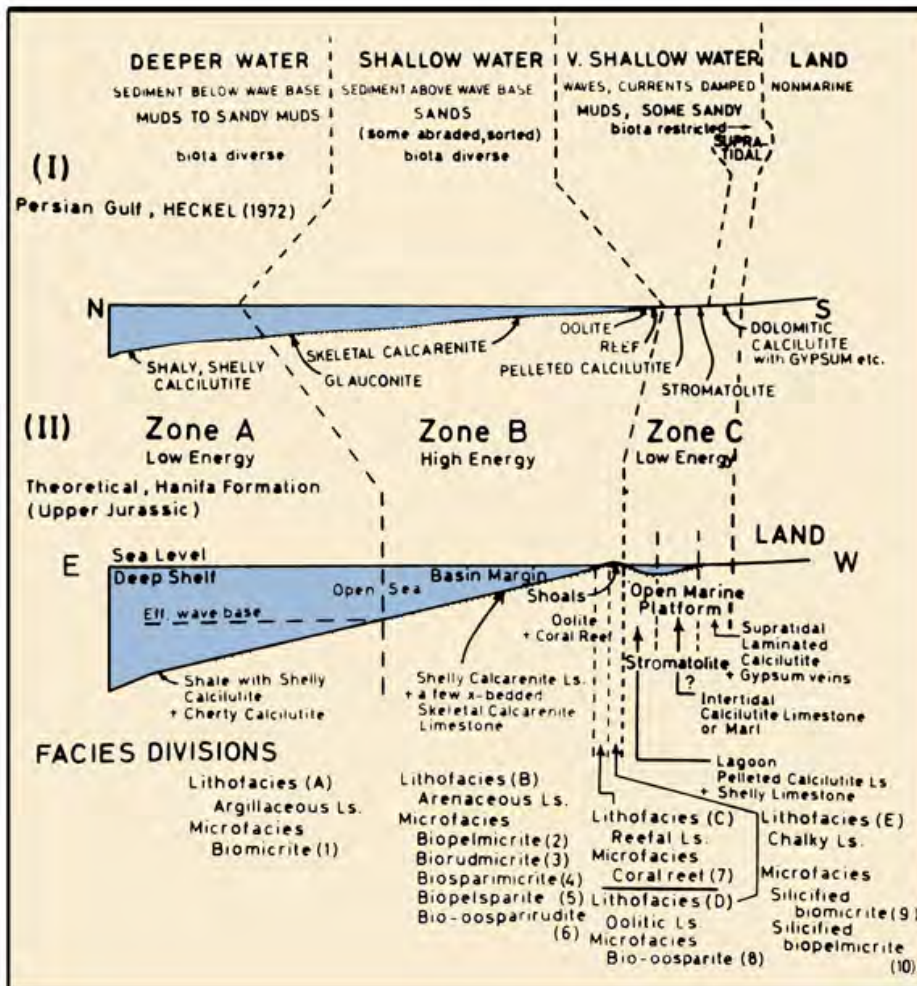 DEEPER WATER
SEDIMENT BELOW WAVE BASE
MUDS TO SANDY MUDS
biota diverse
SHALLOW WATER
SEDIMENT ABOVE WAVE BASE
SANDS
(some abraded, sorted)
biota diverse
V. SHALLOW WATER
WAVES, CURRENTS DAMPED
MUDS, SOME SANDY
biota restricted
SUPRA-
TIDAL
LAND
NONMARINE
(I)
Persian Gulf, HECKEL (1972)
N
S
SHALY, SHELLY
CALCILUTITE
GLAUCONITE
SKELETAL CALCARENITE
OOLITE
REEF
PELLETED CALCILUTITE
STROMATOLITE
DOLOMITIC
CALCILUTITE
with GYPSUM etc.
(II)
Zone A
Low Energy
Zone B
High Energy
Zone C
Low Energy
Theoretical, Hanifa Formation
(Upper Jurassic)
LAND
E
W
Sea Level
Deep Shelf
Open Sea
Basin Margin
Eff. wave base
Shoals
Oolite
+ Coral Reef
Open Marine
Platform
Shale with Shelly
Calcilutite
+ Cherty Calcilutite
Shelly Calcarenite Ls.
+ a few x-bedded
Skeletal Calcarenite
Limestone
Stromatolite
?
Supratidal
Laminated
Calcilutite
+ Gypsum veins
Intertidal
Calcilutite Limestone
or Marl
Lagoon
Pelleted Calcilutite Ls.
+ Shelly Limestone
FACIES DIVISIONS
Lithofacies (A)
Argillaceous Ls.
Microfacies
Biomicrite (1)
Lithofacies (B)
Arenaceous Ls.
Microfacies
Biopelmicrite (2)
Biorudmicrite (3)
Biosparimicrite (4)
Biopelsparite (5)
Bio-oosparirudite
(6)
Lithofacies (C)
Reefal Ls.
Microfacies
Coral reef (7)
Lithofacies (D)
Oolitic Ls.
Microfacies
Bio-oosparite (8)
Lithofacies (E)
Chalky Ls.
Microfacies
Silicified
biomicrite (9)
Silicified
biopelmicrite
(10)